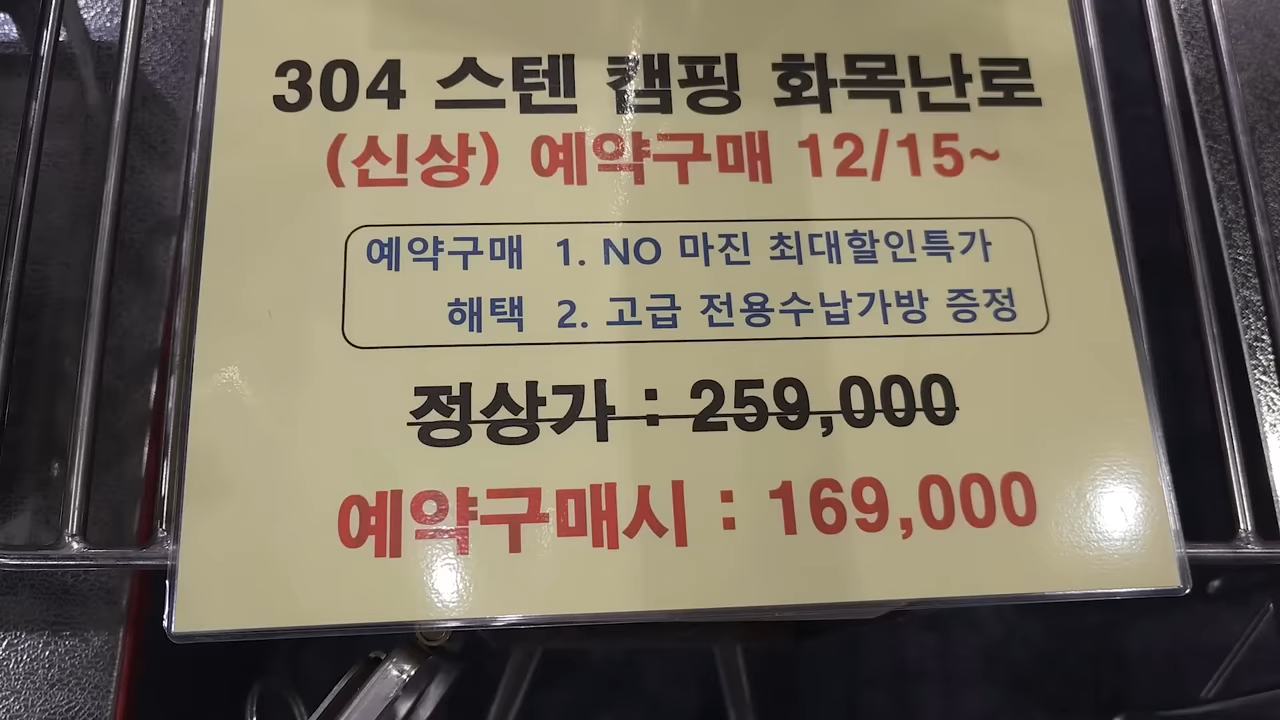 304 스텐 캠핑 화목난로
(신상) 예약구매 12/15~
예약구매 1. NO 마진 최대할인특가
해택 2. 고급 전용수납가방 증정
정상가 : 259,000
예약구매시 : 169,000